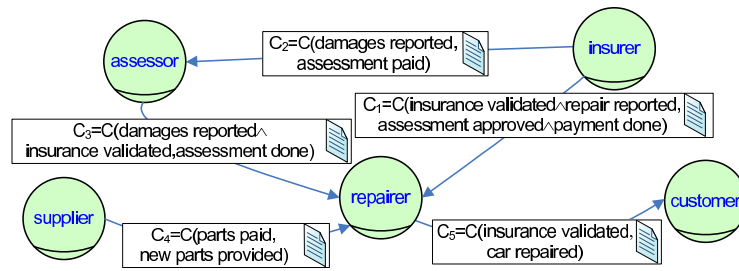 assessor
C₂=C(damages reported,
assessment paid)
insurer
C₁=C(insurance validated∧repair reported,
assessment approved∧payment done)
C₃=C(damages reported∧
insurance validated,assessment done)
supplier
C₄=C(parts paid,
new parts provided)
repairer
C₅=C(insurance validated,
car repaired)
customer